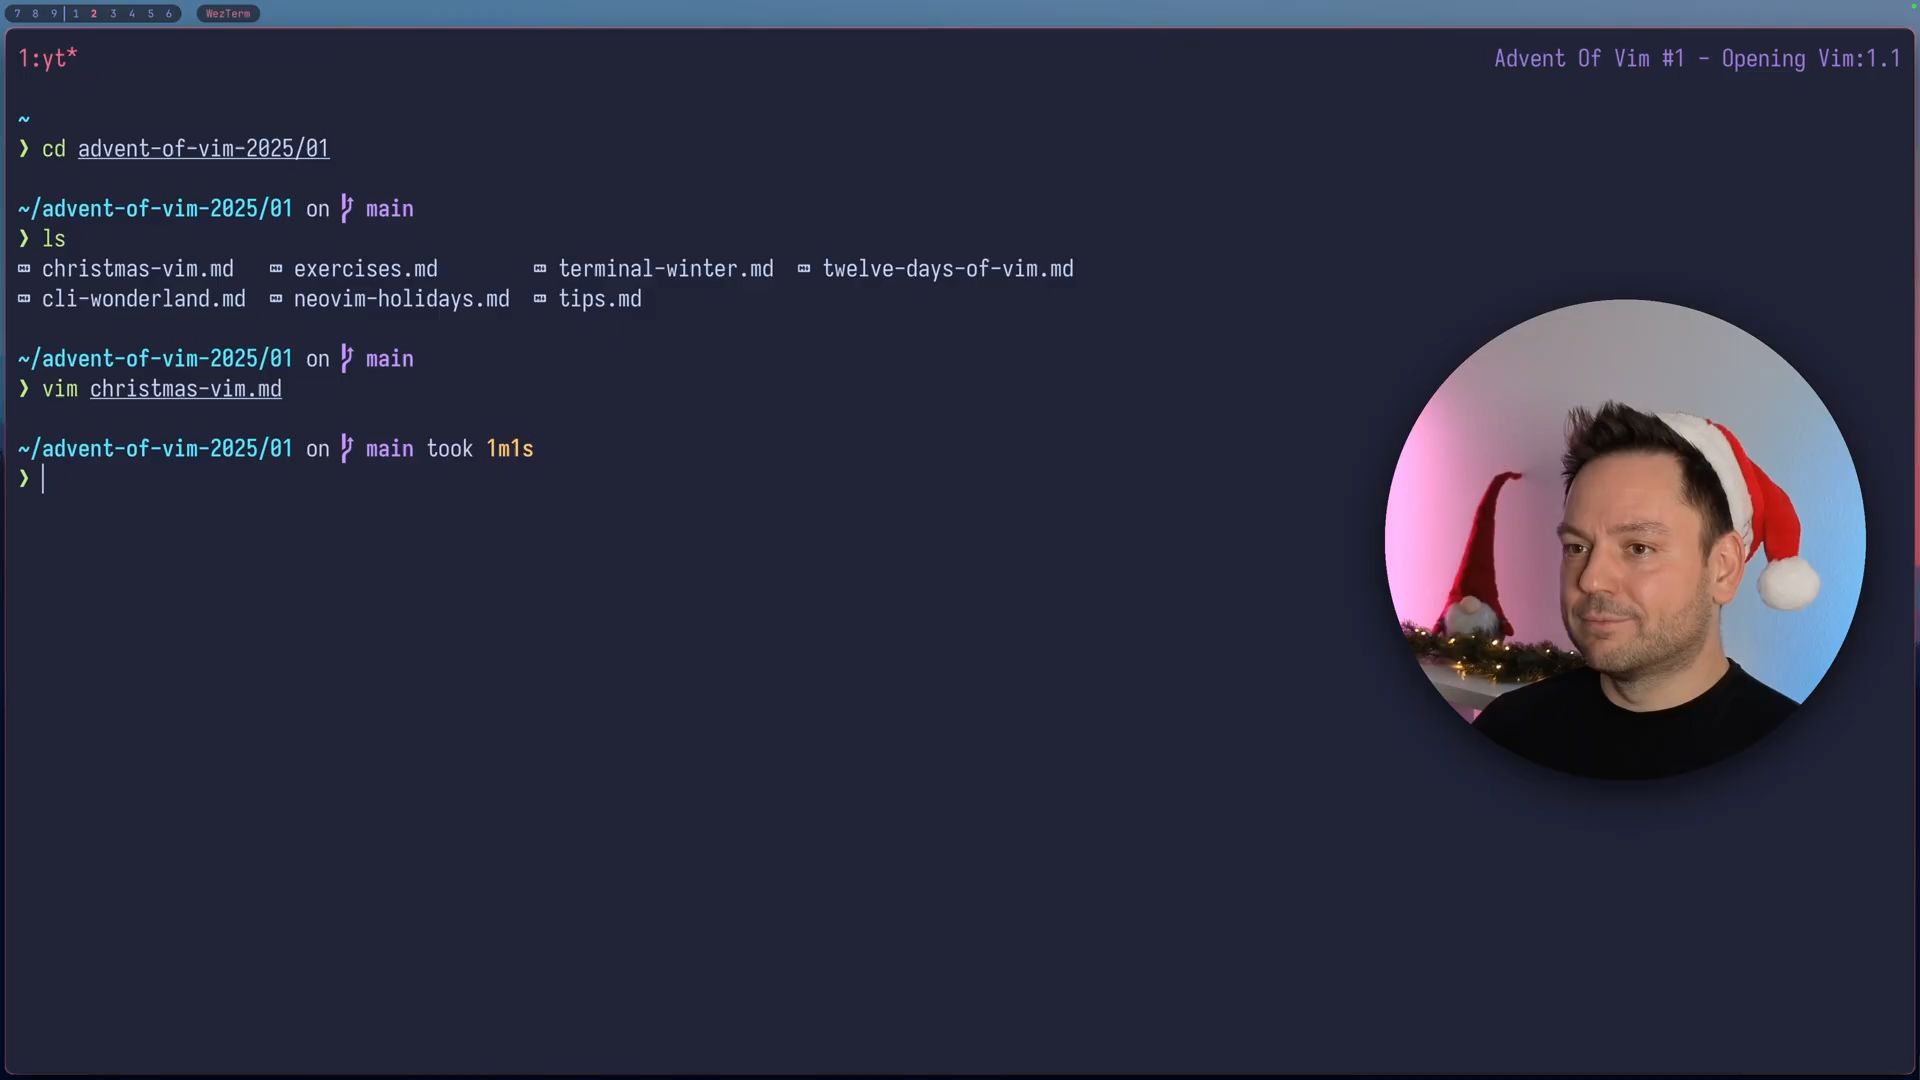 7 8 9 1 2 3 4 5 6 WezTerm
1:yt* Advent Of Vim #1 - Opening Vim:1.1
~
❯ cd advent-of-vim-2025/01
~/advent-of-vim-2025/01 on main
❯ ls
christmas-vim.md exercises.md terminal-winter.md twelve-days-of-vim.md
cli-wonderland.md neovim-holidays.md tips.md
~/advent-of-vim-2025/01 on main
❯ vim christmas-vim.md
~/advent-of-vim-2025/01 on main took 1m1s
❯